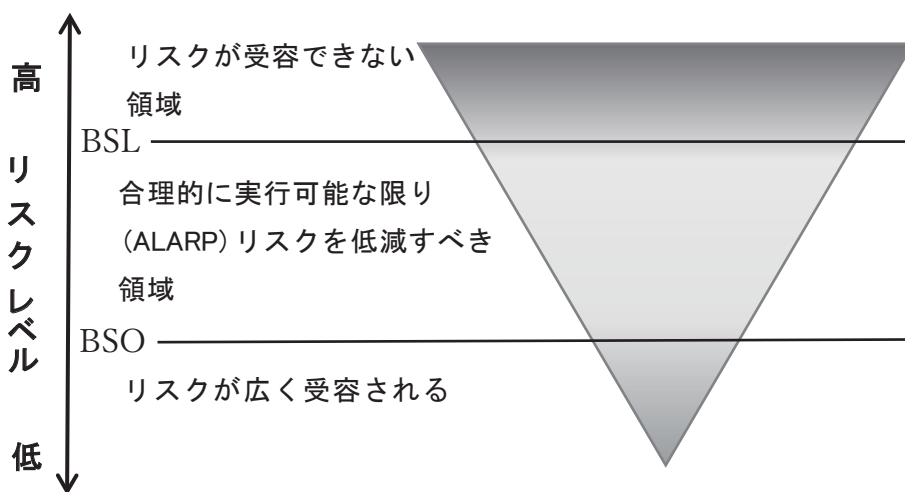 高
リスクレベル
低
リスクが受容できない
領域
BSL
合理的に実行可能な限り
(ALARP) リスクを低減すべき
領域
BSO
リスクが広く受容される